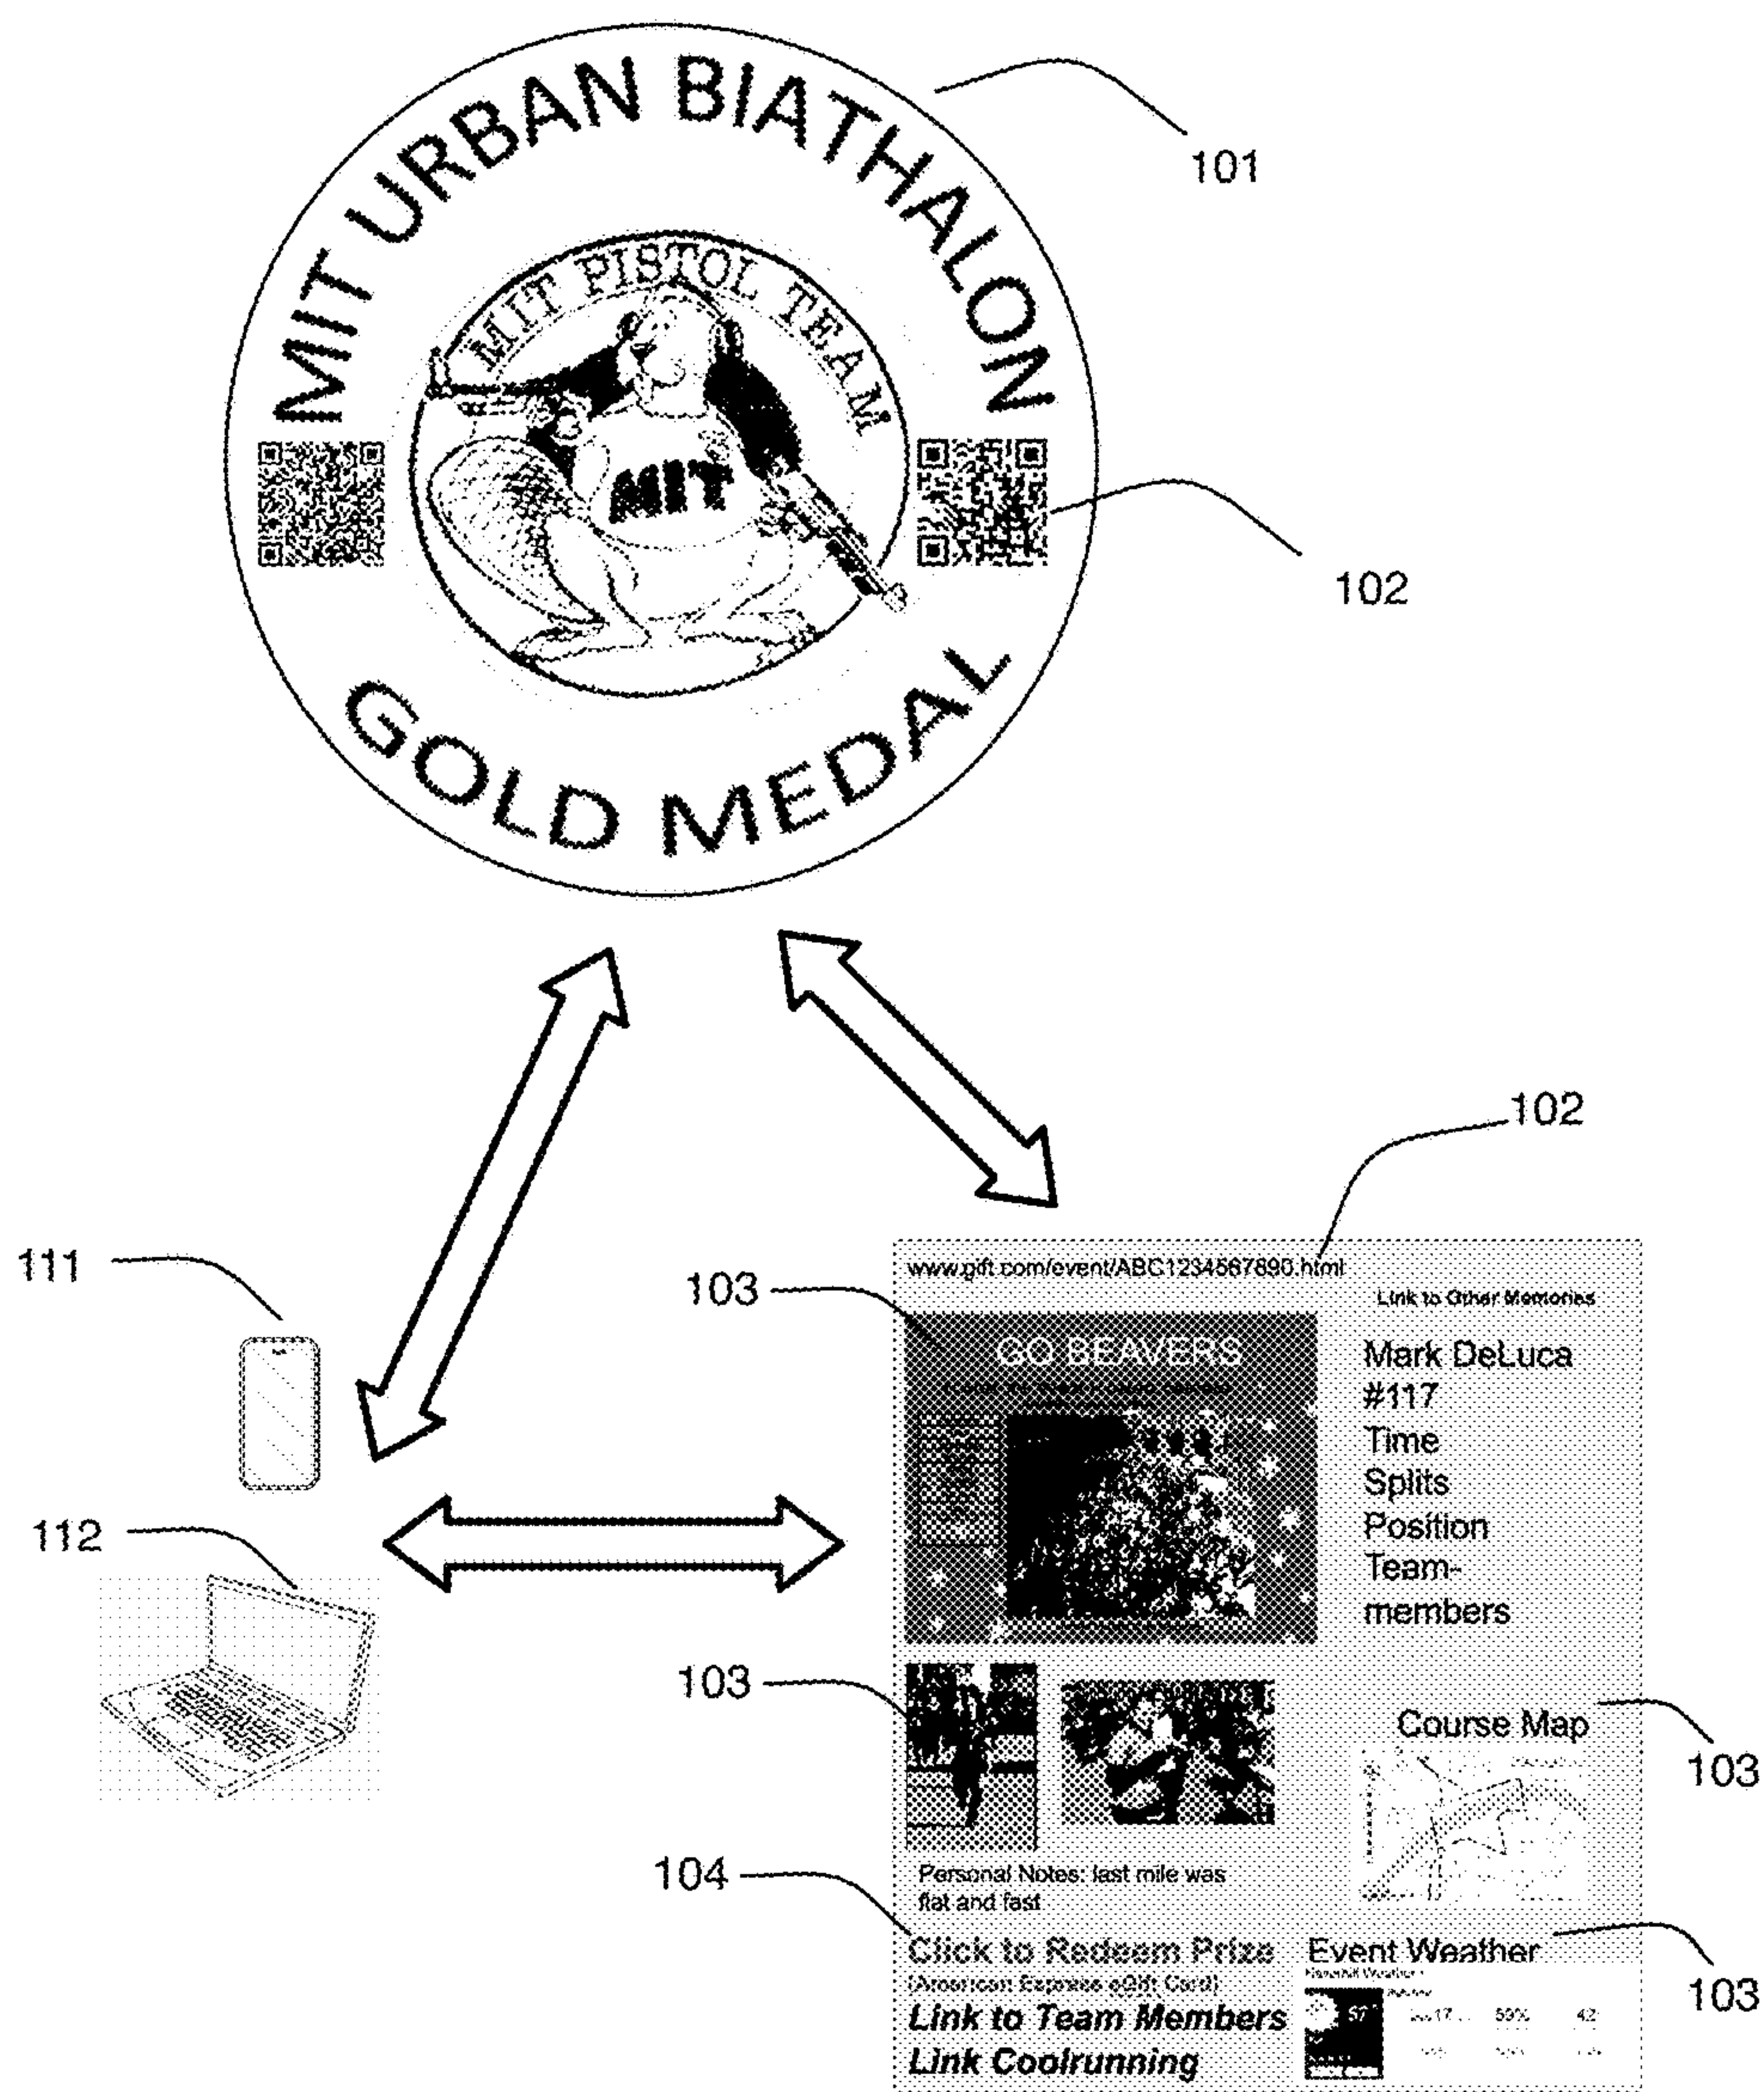 MIT URBAN BIATHALON
101
MIT PISTOL TEAM
MIT
102
GOLD MEDAL
102
111
www.gift.com/event/ABC1234567890.html
103
Link to Other Memories
GO BEAVERS
Mark DeLuca
#117
Time
Splits
Position
Team-
members
112
103
Course Map
103
104
Personal Notes: last mile was
flat and fast
Click to Redeem Prize
(American Express eGift Card)
Event Weather
103
Link to Team Members
57
59%
42
Link Coolrunning